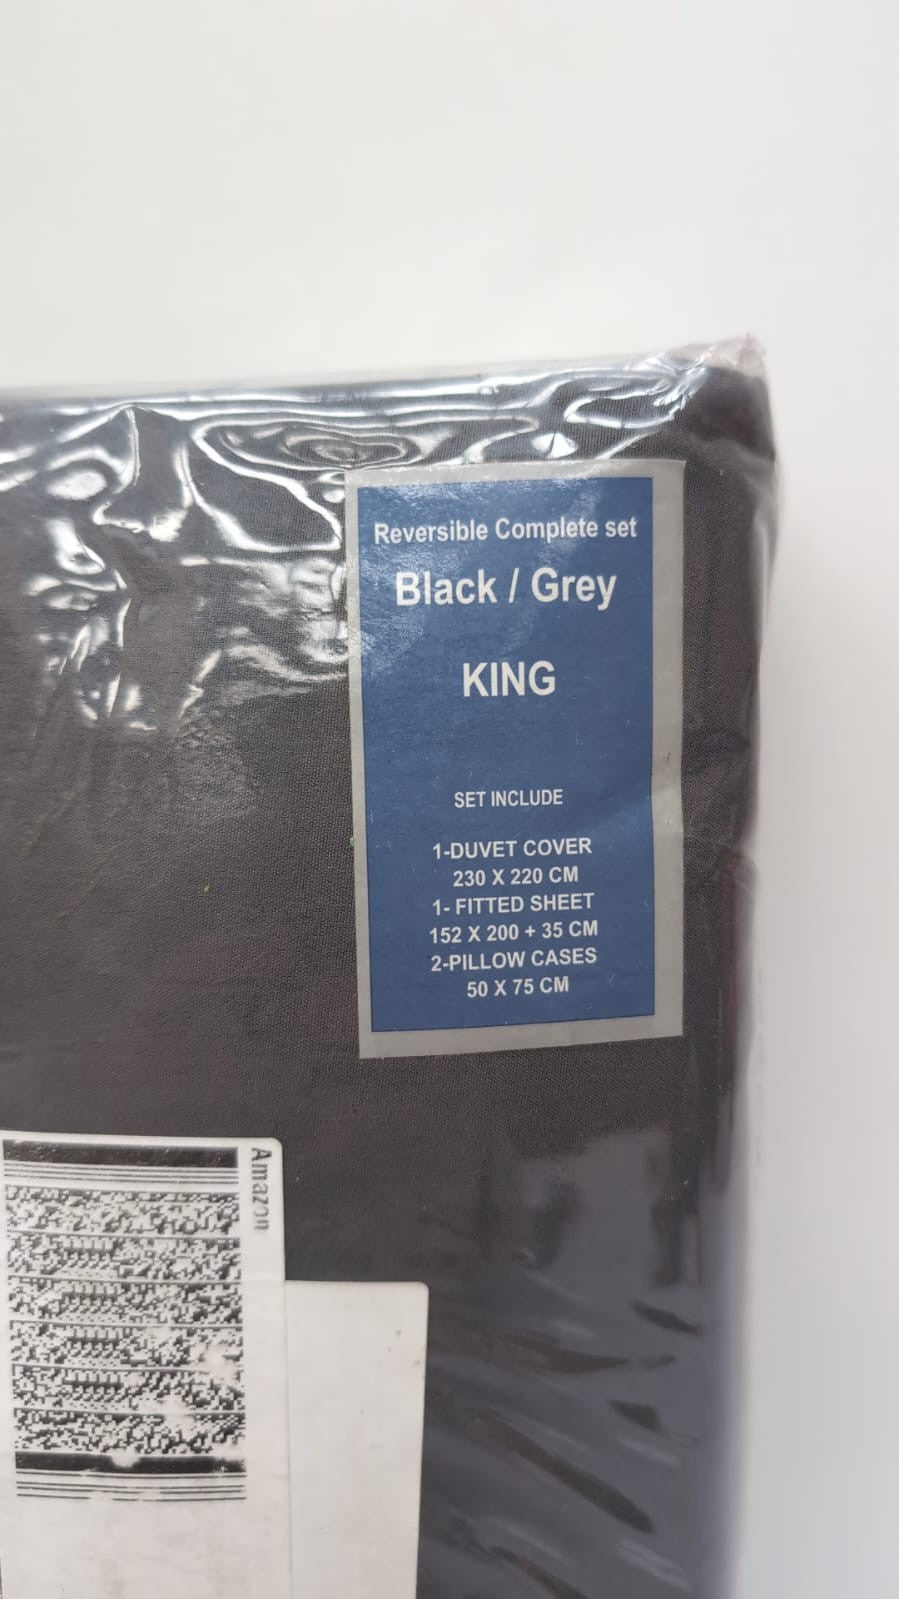 Reversible Complete set
Black / Grey
KING
SET INCLUDE
1-DUVET COVER
230 X 220 CM
1- FITTED SHEET
152 X 200 + 35 CM
2-PILLOW CASES
50 X 75 CM
Amazon